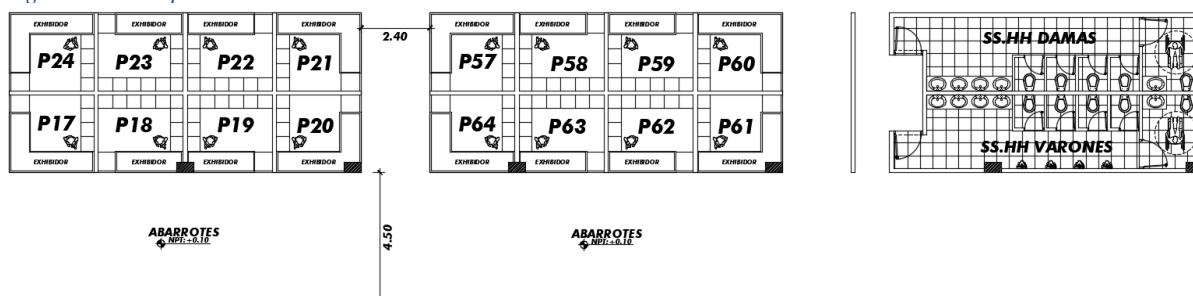 EXHIBIDOR EXHIBIDOR EXHIBIDOR EXHIBIDOR
P24 P23 P22 P21
P17 P18 P19 P20
EXHIBIDOR EXHIBIDOR EXHIBIDOR EXHIBIDOR
2.40
EXHIBIDOR EXHIBIDOR EXHIBIDOR EXHIBIDOR
P57 P58 P59 P60
P64 P63 P62 P61
EXHIBIDOR EXHIBIDOR EXHIBIDOR EXHIBIDOR
SS.HH DAMAS
SS.HH VARONES
ABARROTES
NPT:+0.10
4.50
ABARROTES
NPT:+0.10